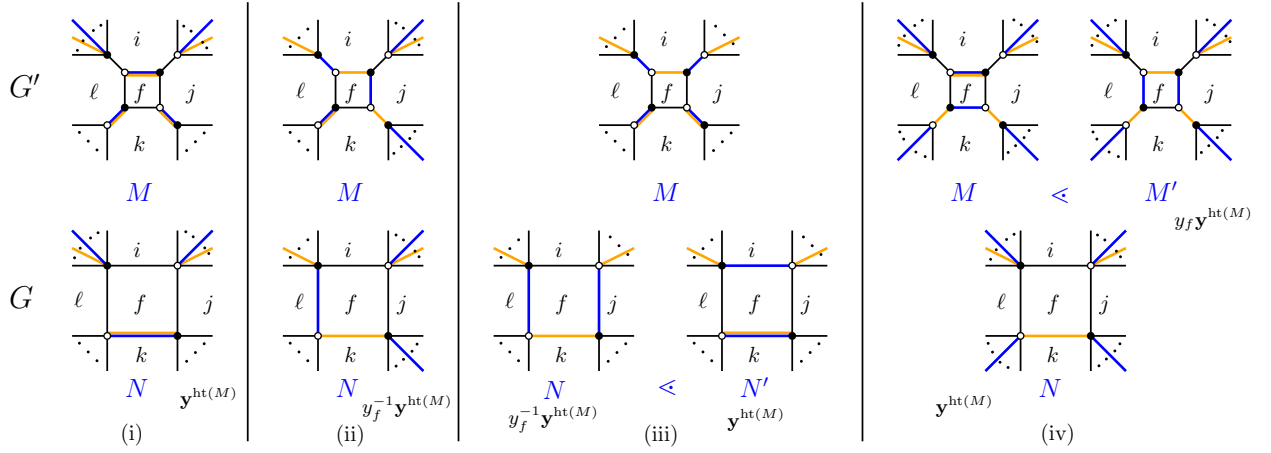 i i i i i
G′ ℓ f j ℓ f j ℓ f j ℓ f j ℓ f j
k k k k k
M M M M ⋖ M′
y_f y^{ht(M)}
i i i i i
G ℓ f j ℓ f j ℓ f j f ℓ f j
k k k k k
N y^{ht(M)} N y_f^{-1} y^{ht(M)} N ⋖ N′ y^{ht(M)} N
y_f^{-1} y^{ht(M)} y^{ht(M)}
(i) (ii) (iii) (iv)